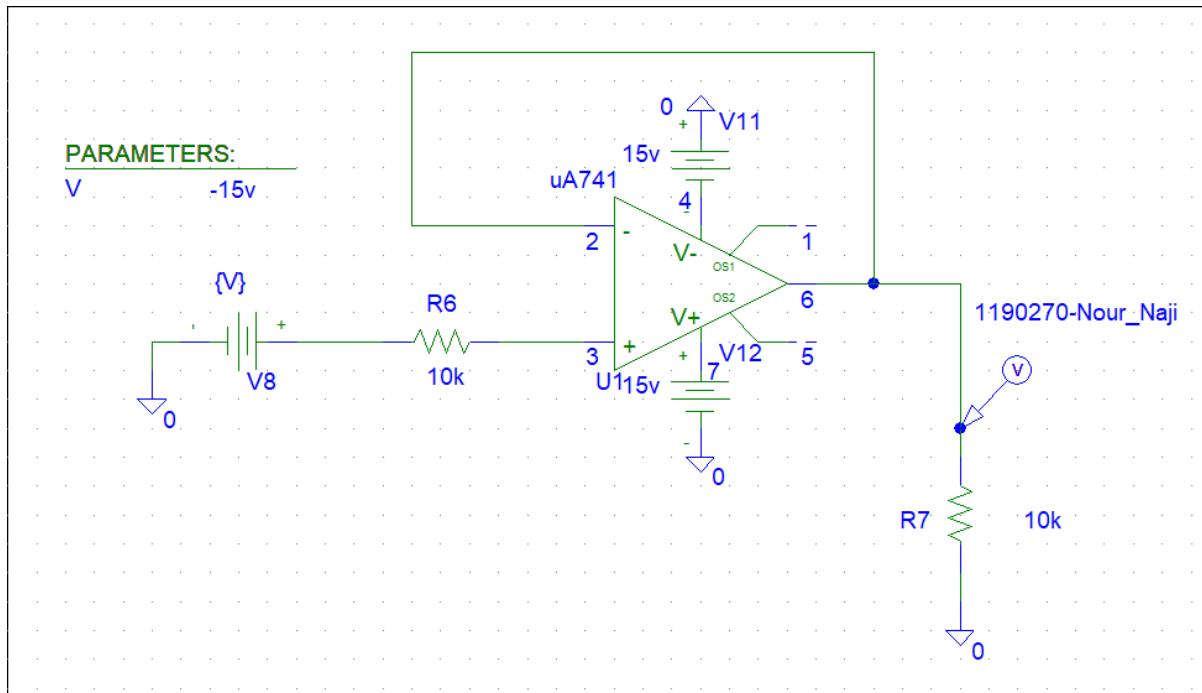 0
V11
PARAMETERS:
15v
V -15v
uA741
4
2
-
V-
OS1
1
{V}
6
R6
OS2
1190270-Nour_Naji
V+
- +
3
+
V12
5
V8
10k
U1
15v
7
V
0
0
R7
10k
0
+
-
+
-